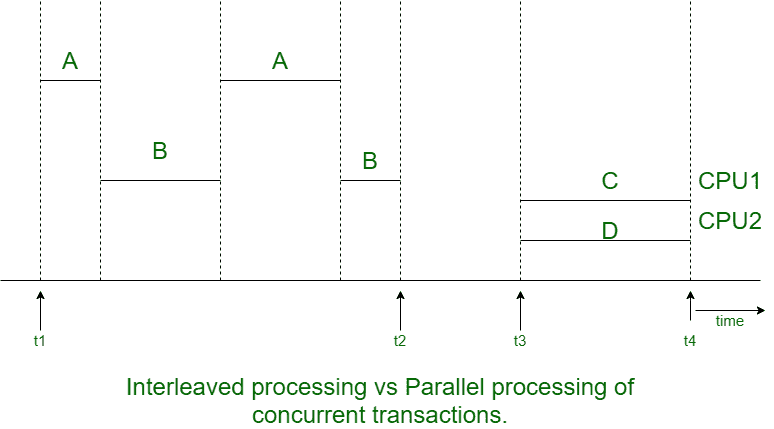 A
A
B
B
C
CPU1
D
CPU2
t1
t2
t3
t4
time
Interleaved processing vs Parallel processing of
concurrent transactions.